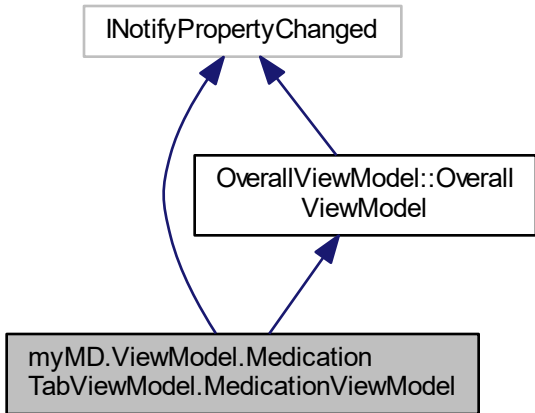 INotifyPropertyChanged
OverallViewModel::Overall
ViewModel
myMD.ViewModel.Medication
TabViewModel.MedicationViewModel